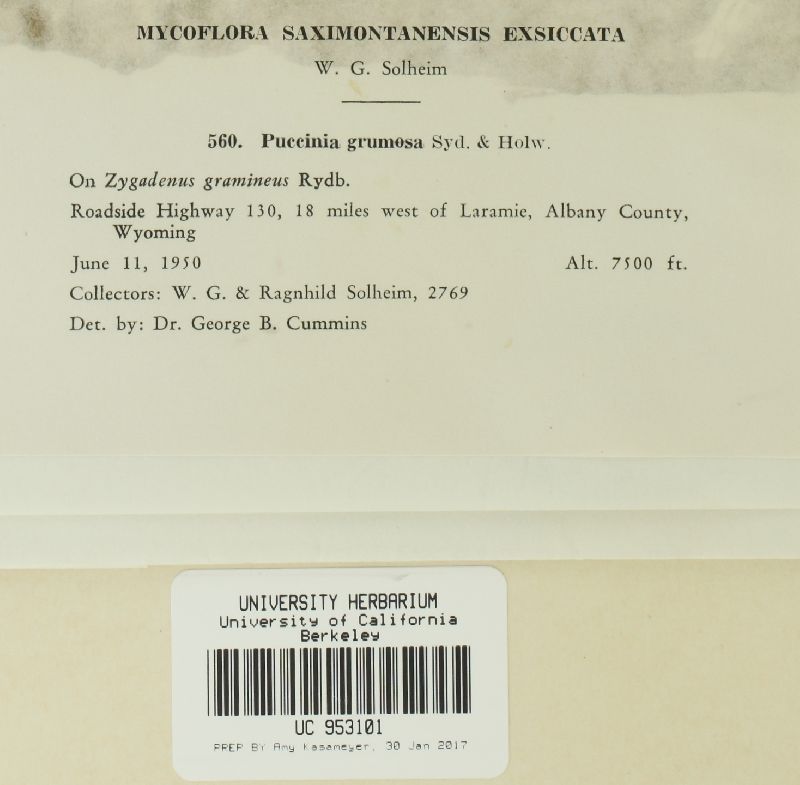 MYCOFLORA SAXIMONTANENSIS EXSICCATA
W. G. Solheim
560. Puccinia grumosa Syd. & Holw.
On Zygadenus gramineus Rydb.
Roadside Highway 130, 18 miles west of Laramie, Albany County,
Wyoming
June 11, 1950 Alt. 7500 ft.
Collectors: W. G. & Ragnhild Solheim, 2769
Det. by: Dr. George B. Cummins
UNIVERSITY HERBARIUM
University of California
Berkeley
UC 953101
PREP BY Amy Kasameyer, 30 Jan 2017